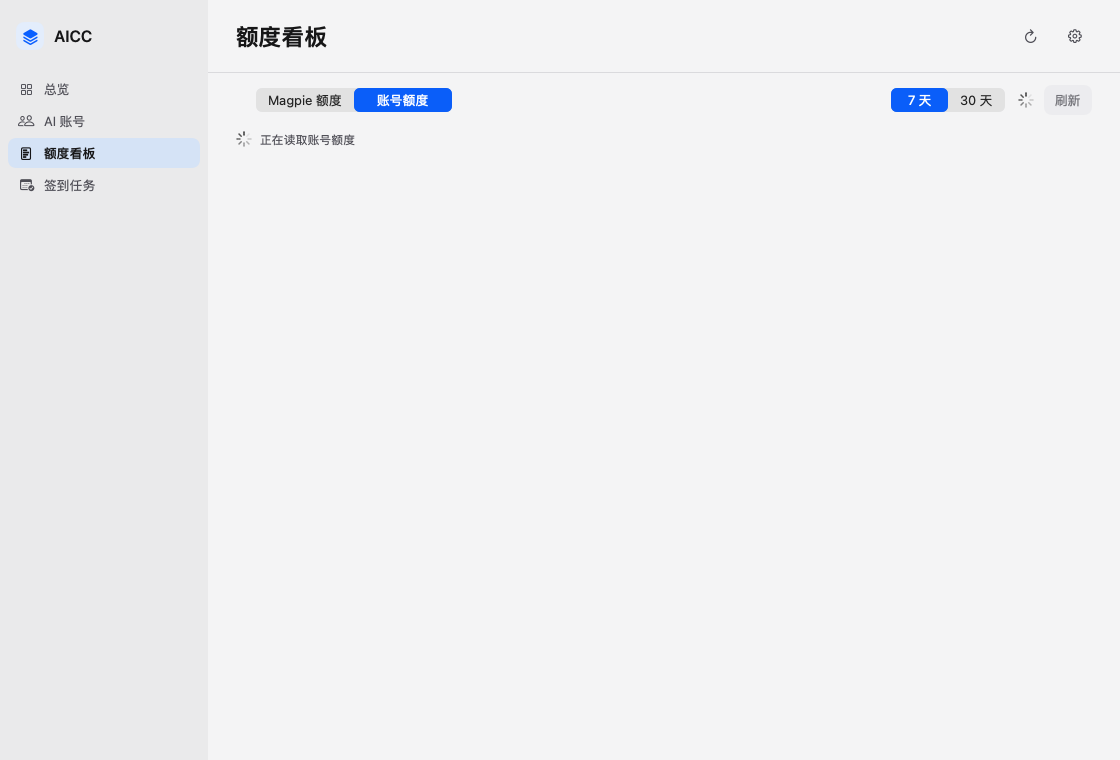 AICC
额度看板
总览
AI 账号
额度看板
签到任务
Magpie 额度 账号额度
7 天 30 天 刷新
正在读取账号额度